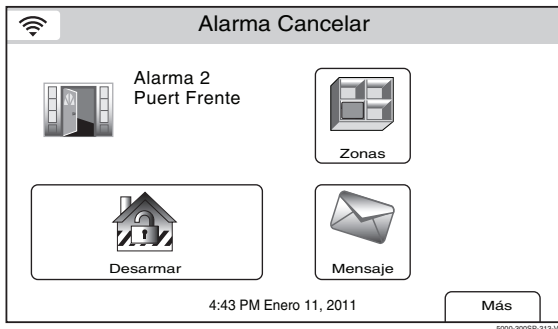 Alarma Cancelar
Alarma 2
Puert Frente
Zonas
Desarmar
Mensaje
4:43 PM Enero 11, 2011
Más